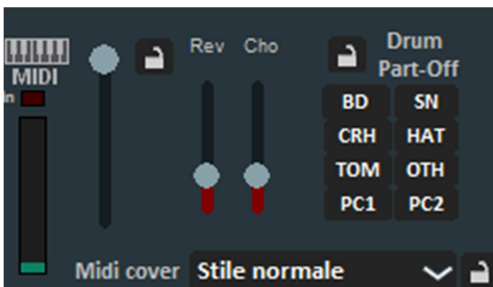 MIDI
In
Rev Cho
Drum
Part-Off
BD SN
CRH HAT
TOM OTH
PC1 PC2
Midi cover Stile normale